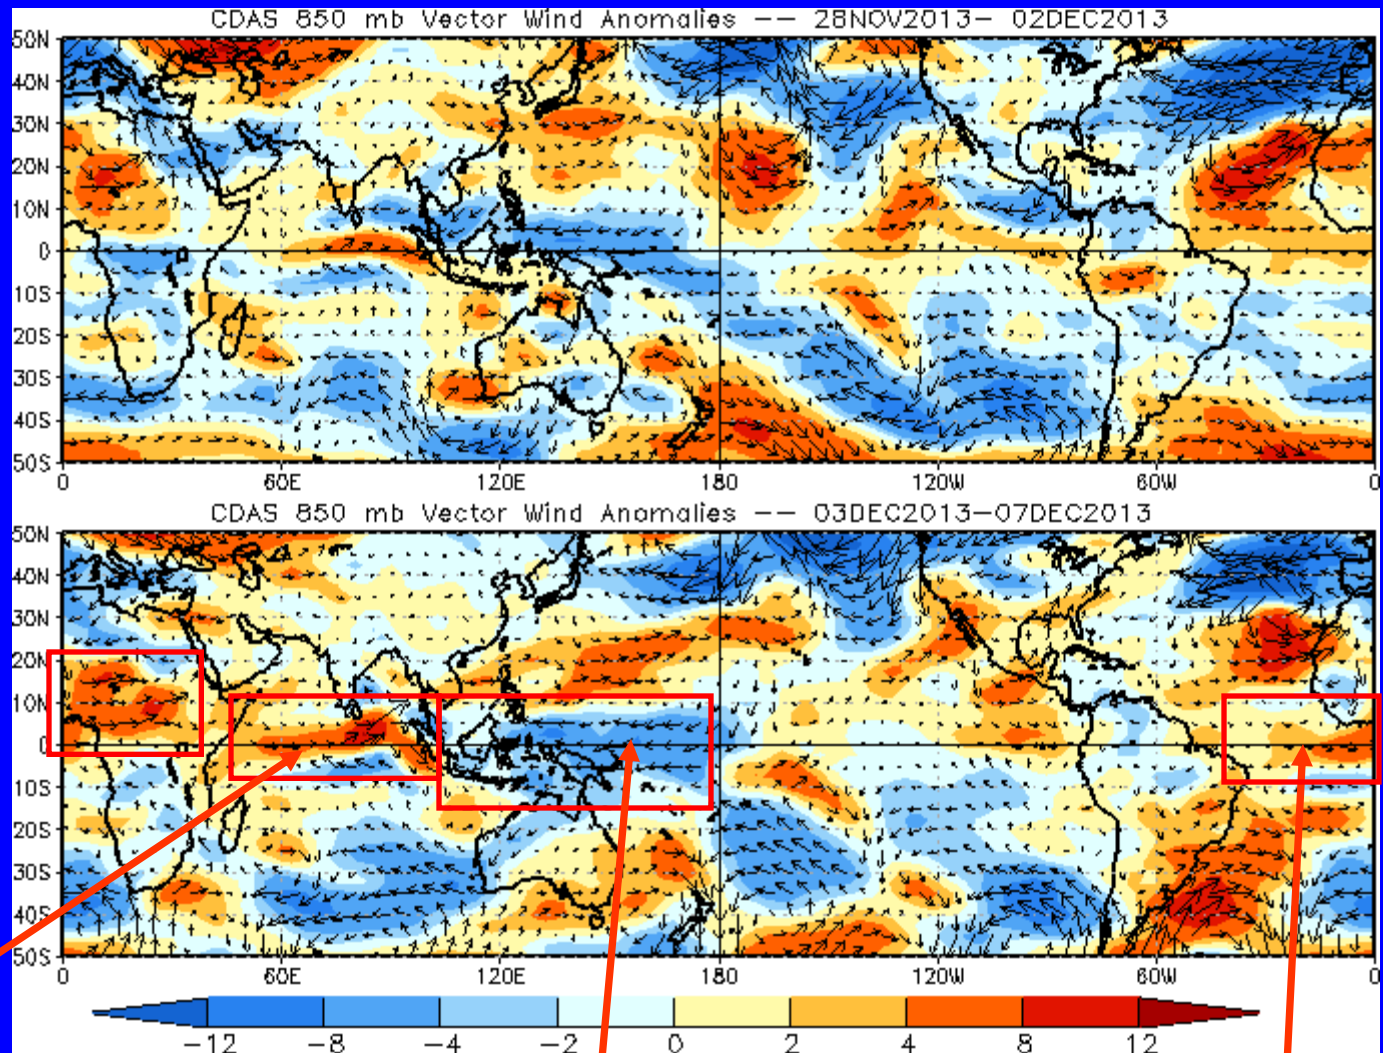 CDAS 850 mb Vector Wind Anomalies -- 28NOV2013- 02DEC2013
50N
40N
30N
20N
10N
0
10S
20S
30S
40S
50S
0 60E 120E 180 120W 60W 0
CDAS 850 mb Vector Wind Anomalies -- 03DEC2013-07DEC2013
50N
40N
30N
20N
10N
0
10S
20S
30S
40S
50S
0 60E 120E 180 120W 60W 0
-12 -8 -4 -2 0 2 4 8 12